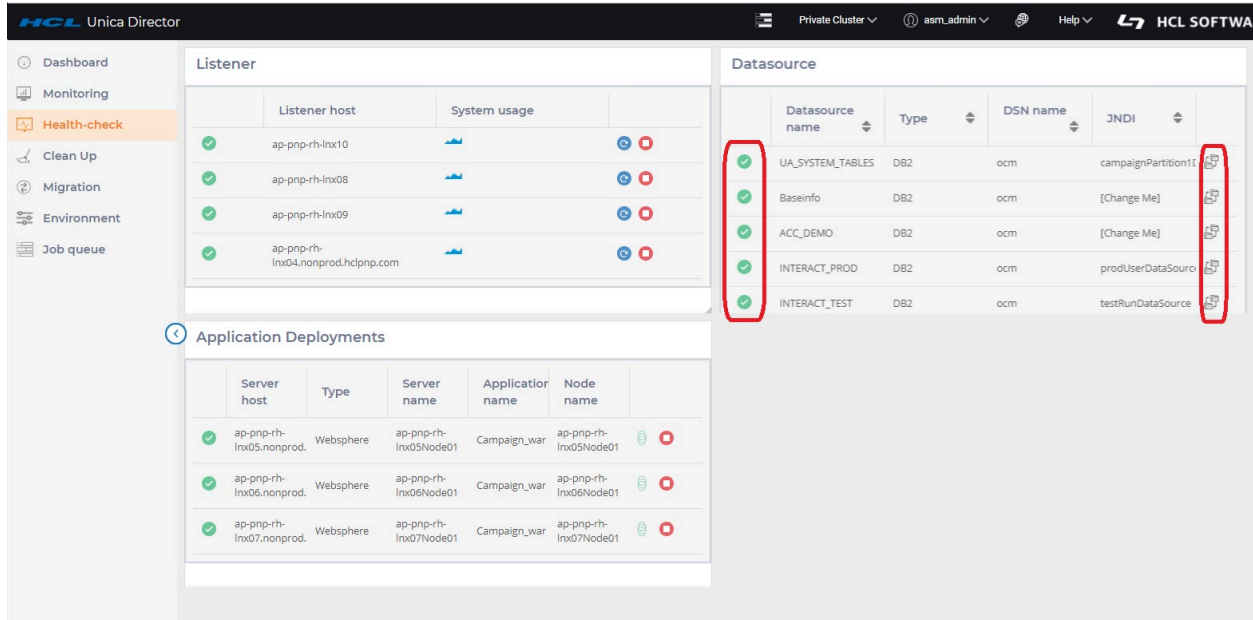 HCL Unica Director
Private Cluster
asm_admin
Help
HCL SOFTWA
Dashboard
Monitoring
Health-check
Clean Up
Migration
Environment
Job queue
Listener
Listener host System usage
ap-pnp-rh-lnx10
ap-pnp-rh-lnx08
ap-pnp-rh-lnx09
ap-pnp-rh-
lnx04.nonprod.hclpnp.com
Application Deployments
Server Type Server Application Node
host name name name
ap-pnp-rh- Websphere ap-pnp-rh- Campaign_war ap-pnp-rh-
lnx05.nonprod. lnx05Node01 lnx05Node01
ap-pnp-rh- Websphere ap-pnp-rh- Campaign_war ap-pnp-rh-
lnx06.nonprod. lnx06Node01 lnx06Node01
ap-pnp-rh- Websphere ap-pnp-rh- Campaign_war ap-pnp-rh-
lnx07.nonprod. lnx07Node01 lnx07Node01
Datasource
Datasource Type DSN name JNDI
name
UA_SYSTEM_TABLES DB2 ocm campaignPartition1D
Baseinfo DB2 ocm [Change Me]
ACC_DEMO DB2 ocm [Change Me]
INTERACT_PROD DB2 ocm prodUserDataSourc
INTERACT_TEST DB2 ocm testRunDataSource